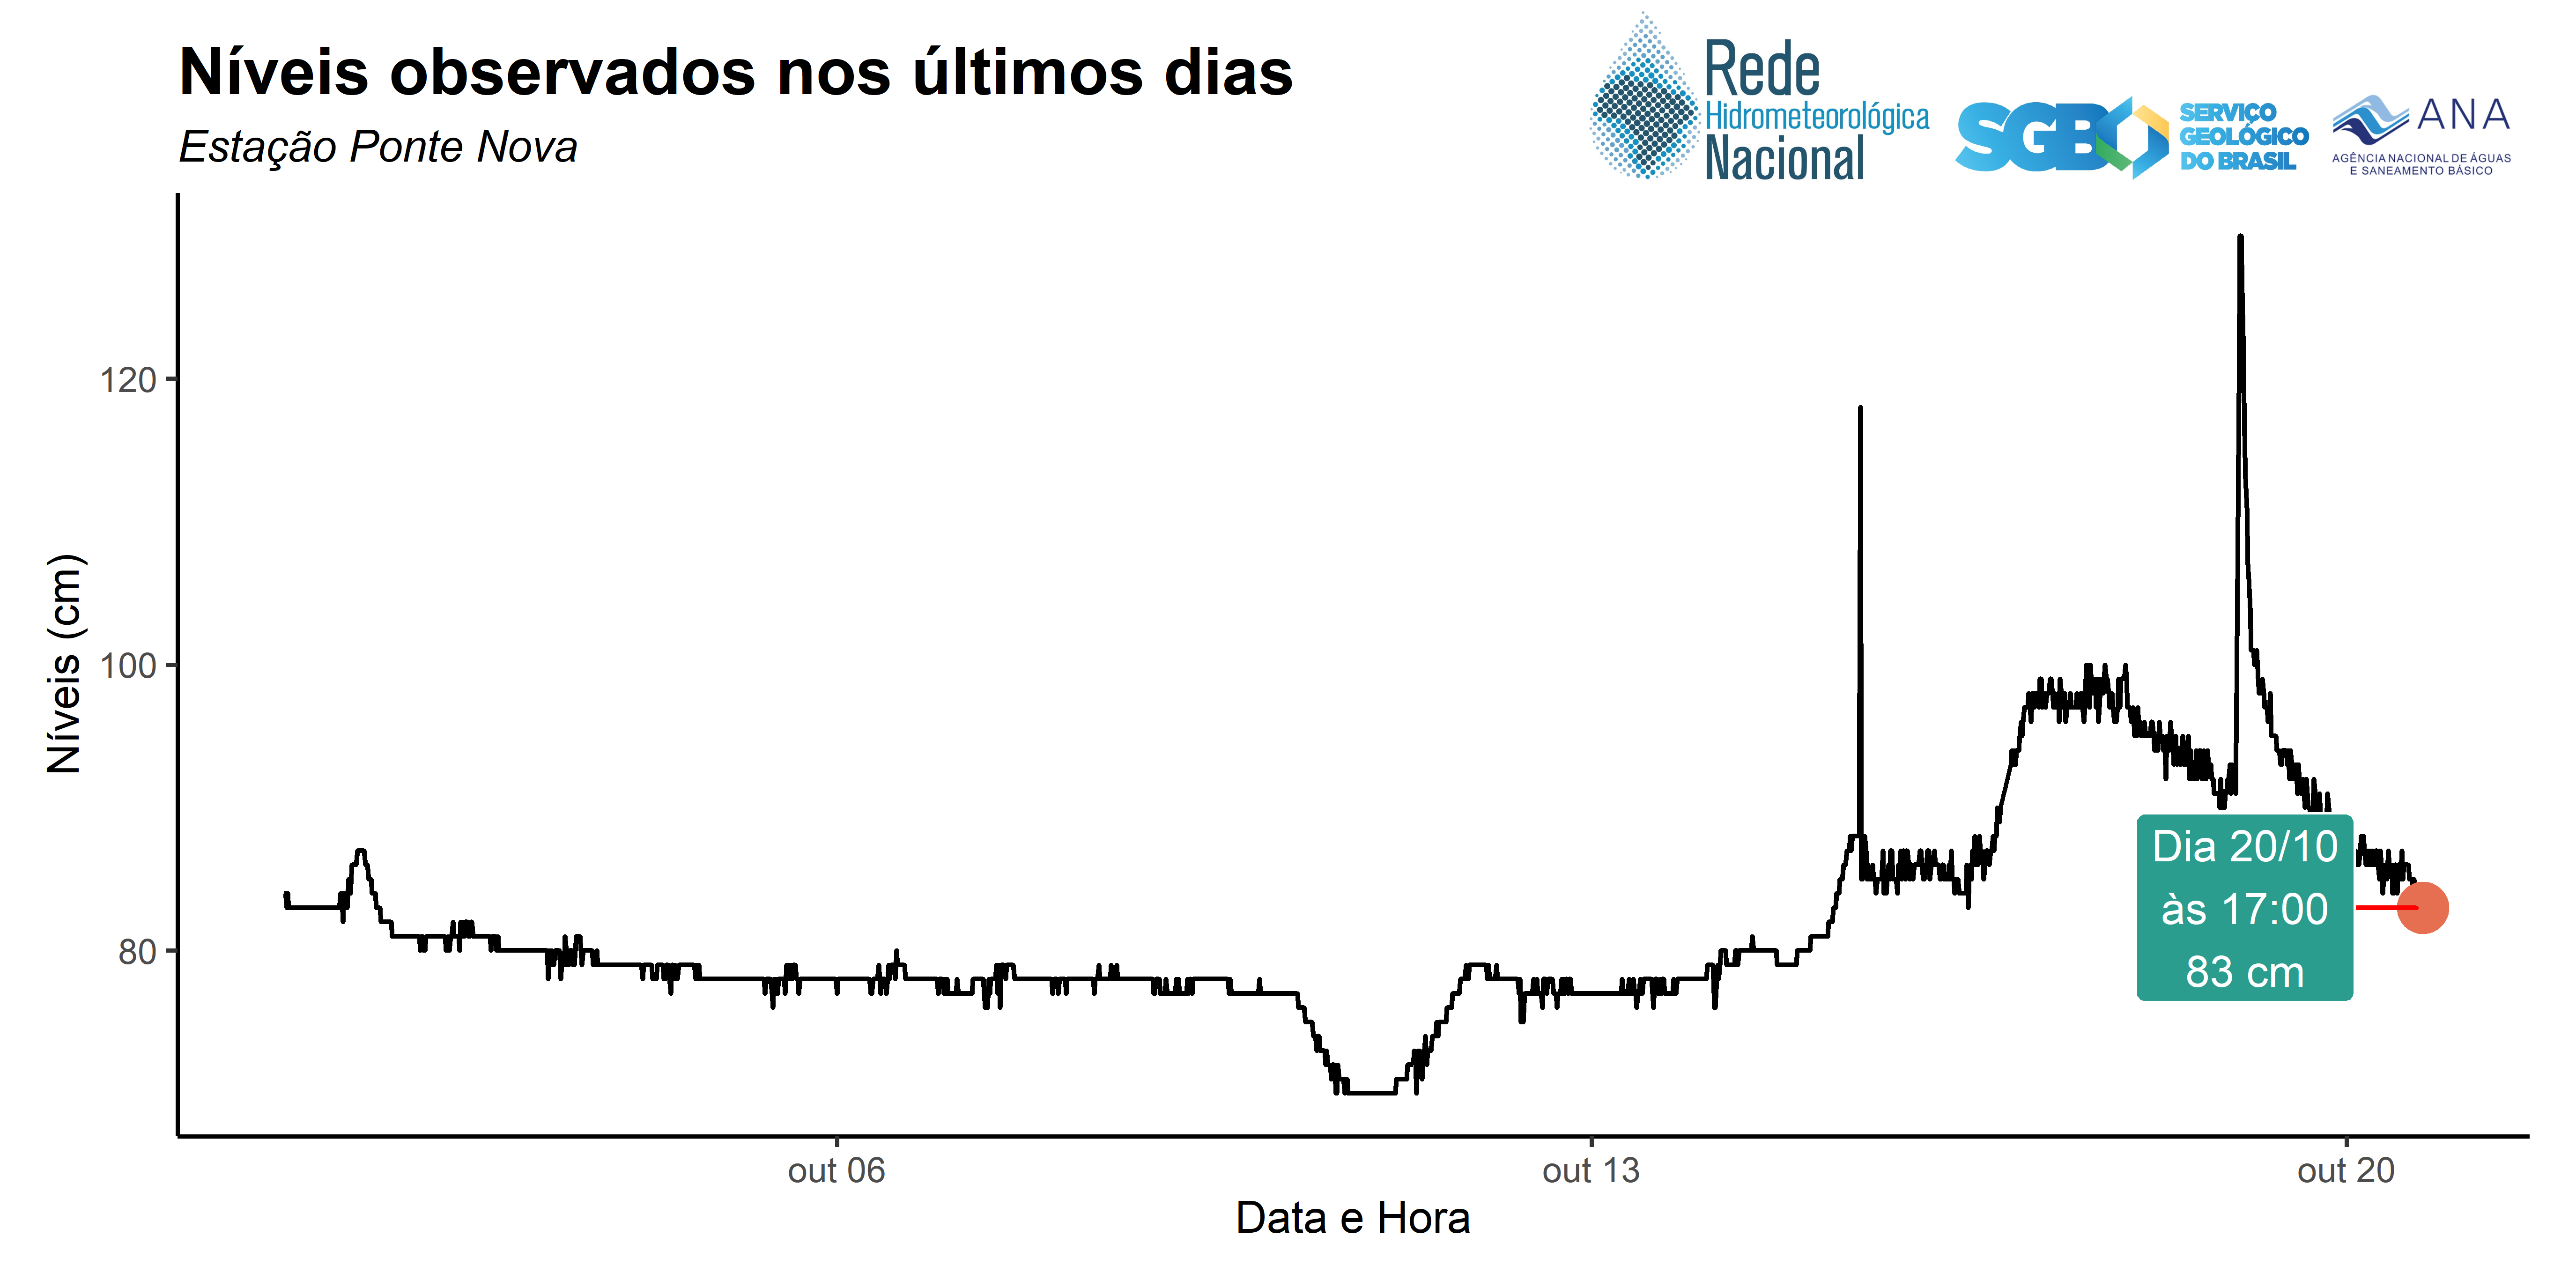 Níveis observados nos últimos dias
Estação Ponte Nova
Rede
Hidrometeorológica
Nacional
SGB
SERVIÇO
GEOLÓGICO
DO BRASIL
ANA
AGÊNCIA NACIONAL DE ÁGUAS
E SANEAMENTO BÁSICO
Níveis (cm)
120
100
80
Dia 20/10
às 17:00
83 cm
out 06
out 13
out 20
Data e Hora